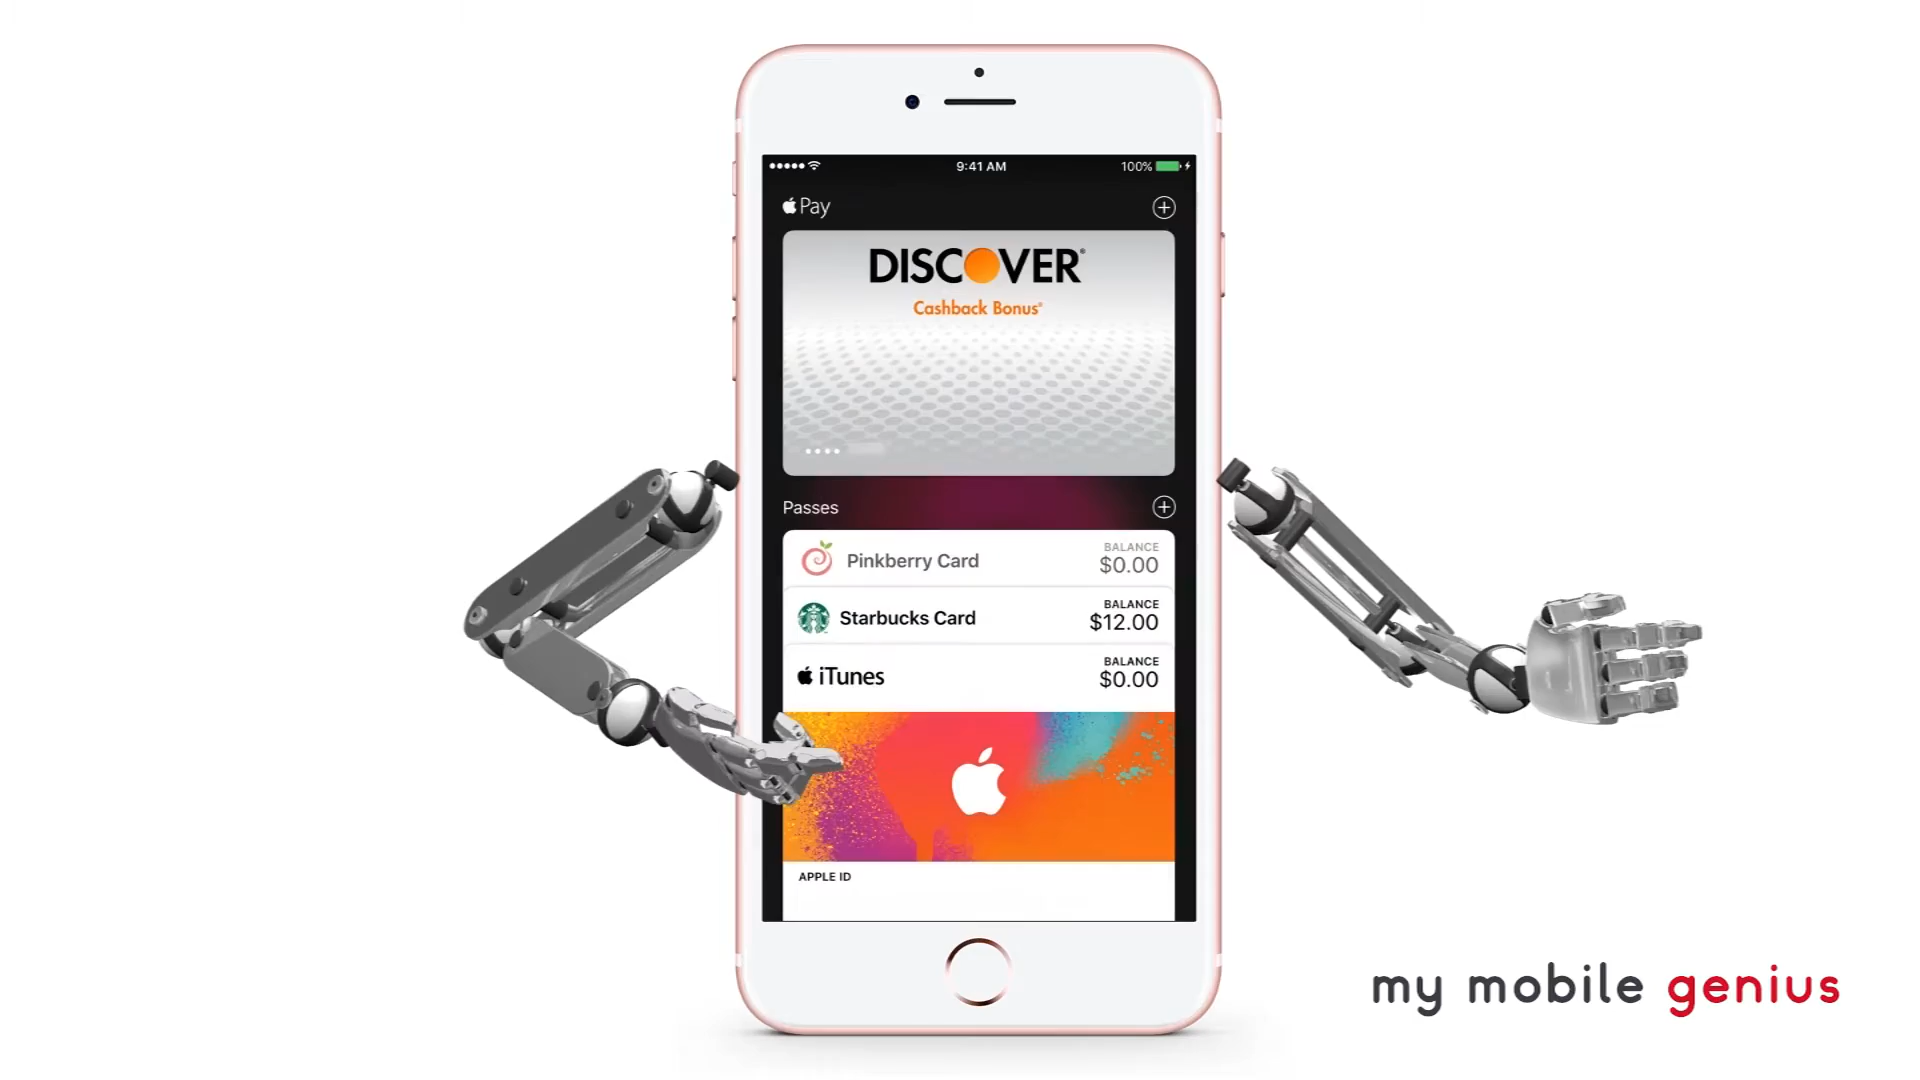 9:41 AM
100%
Pay
DISCOVER®
Cashback Bonus®
••••
Passes
Pinkberry Card
BALANCE
$0.00
Starbucks Card
BALANCE
$12.00
iTunes
BALANCE
$0.00
APPLE ID
my mobile genius